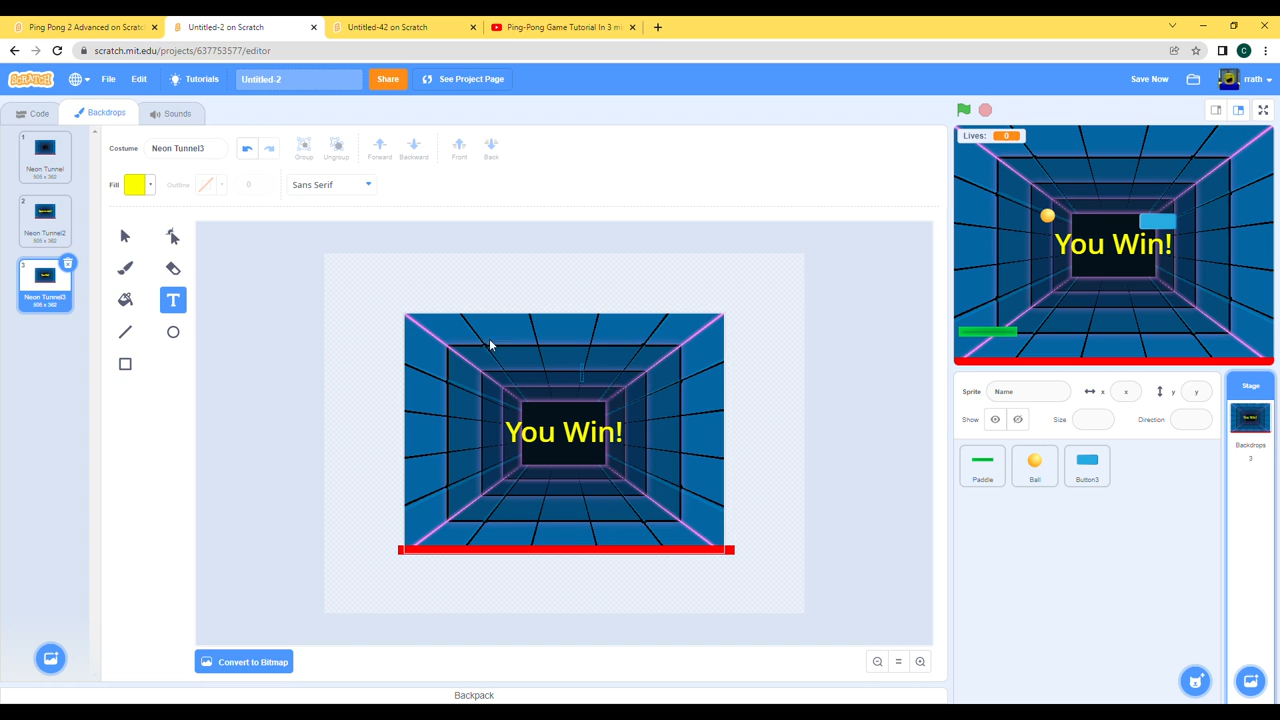 Ping Pong 2 Advanced on Scratch
Untitled-2 on Scratch
Untitled-42 on Scratch
Ping-Pong Game Tutorial In 3 mi
scratch.mit.edu/projects/637753577/editor
C
SCRATCH
File
Edit
Tutorials
Untitled-2
Share
See Project Page
Save Now
rrath
Code
Backdrops
Sounds
1
Neon Tunnel
505 x 362
2
Neon Tunnel2
505 x 362
3
Neon Tunnel3
506 x 362
Costume
Neon Tunnel3
Group
Ungroup
Forward
Backward
Front
Back
Fill
Outline
0
Sans Serif
T
You Win!
Convert to Bitmap
Backpack
Lives: 0
You Win!
Sprite
Name
x
x
y
y
Show
Size
Direction
Paddle
Ball
Button3
Stage
Backdrops
3